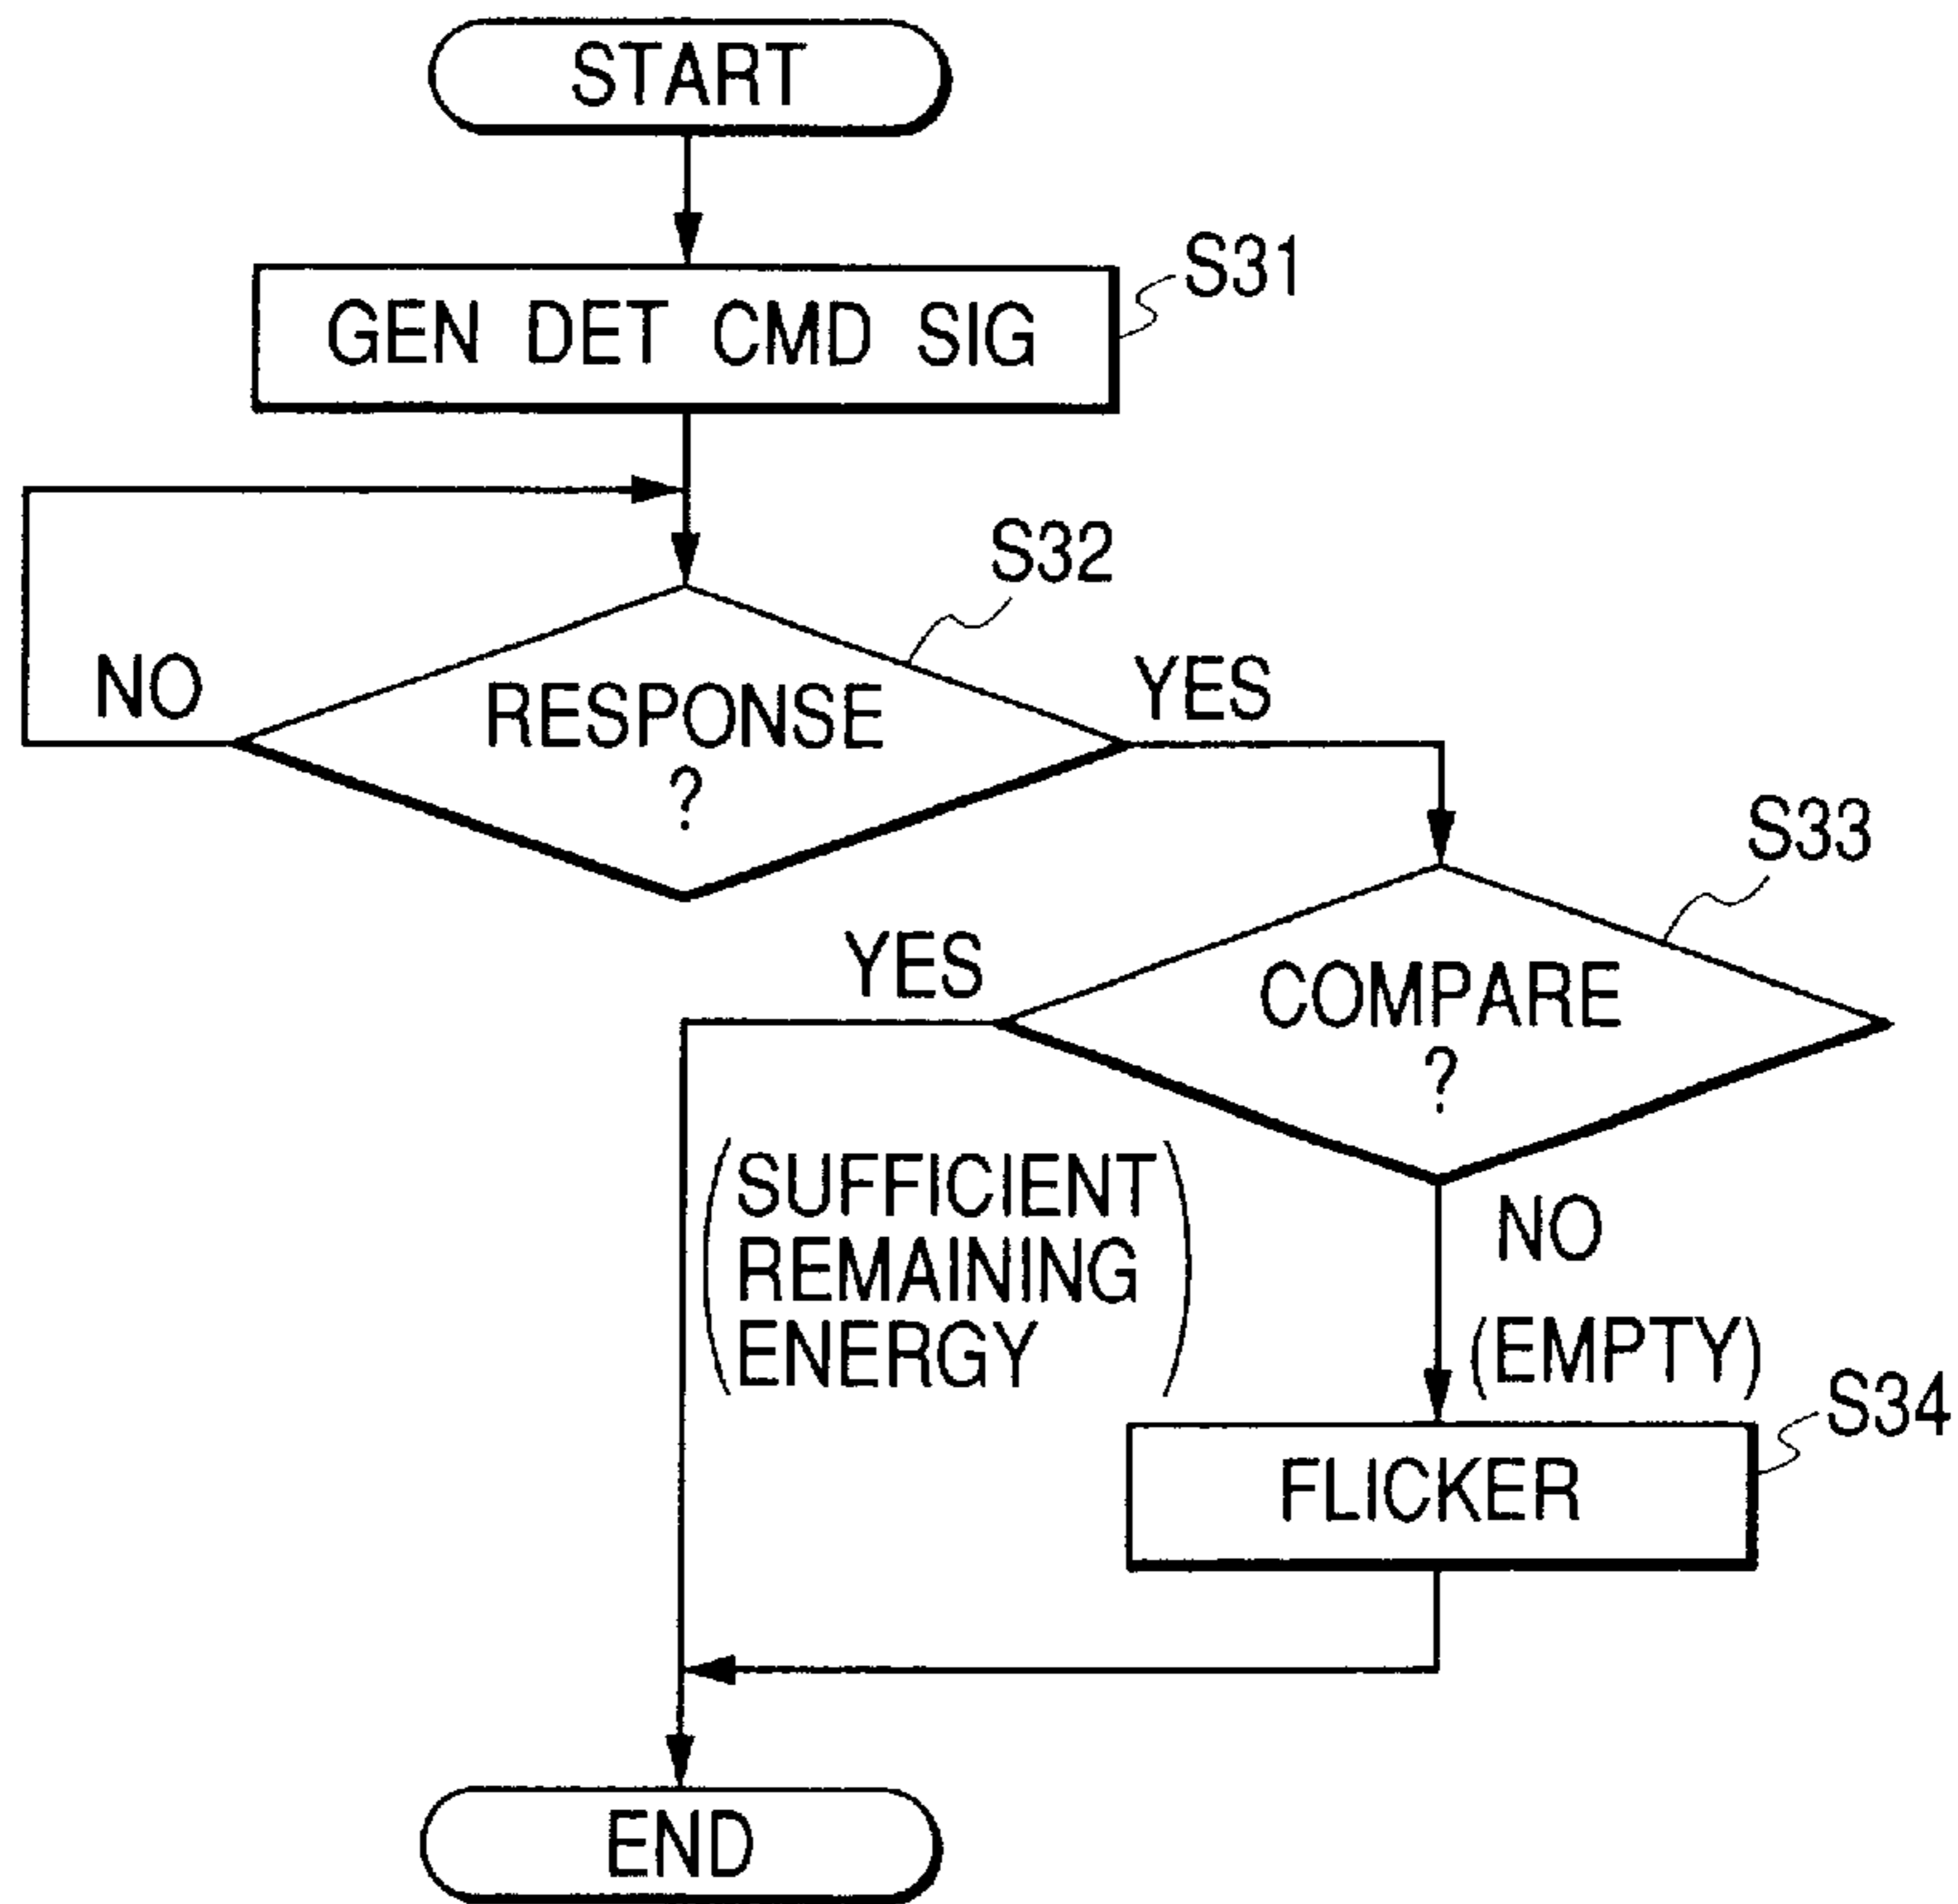 START
S31
GEN DET CMD SIG
S32
NO
YES
RESPONSE
?
S33
YES
COMPARE
?
(SUFFICIENT
REMAINING
ENERGY)
NO
(EMPTY)
S34
FLICKER
END